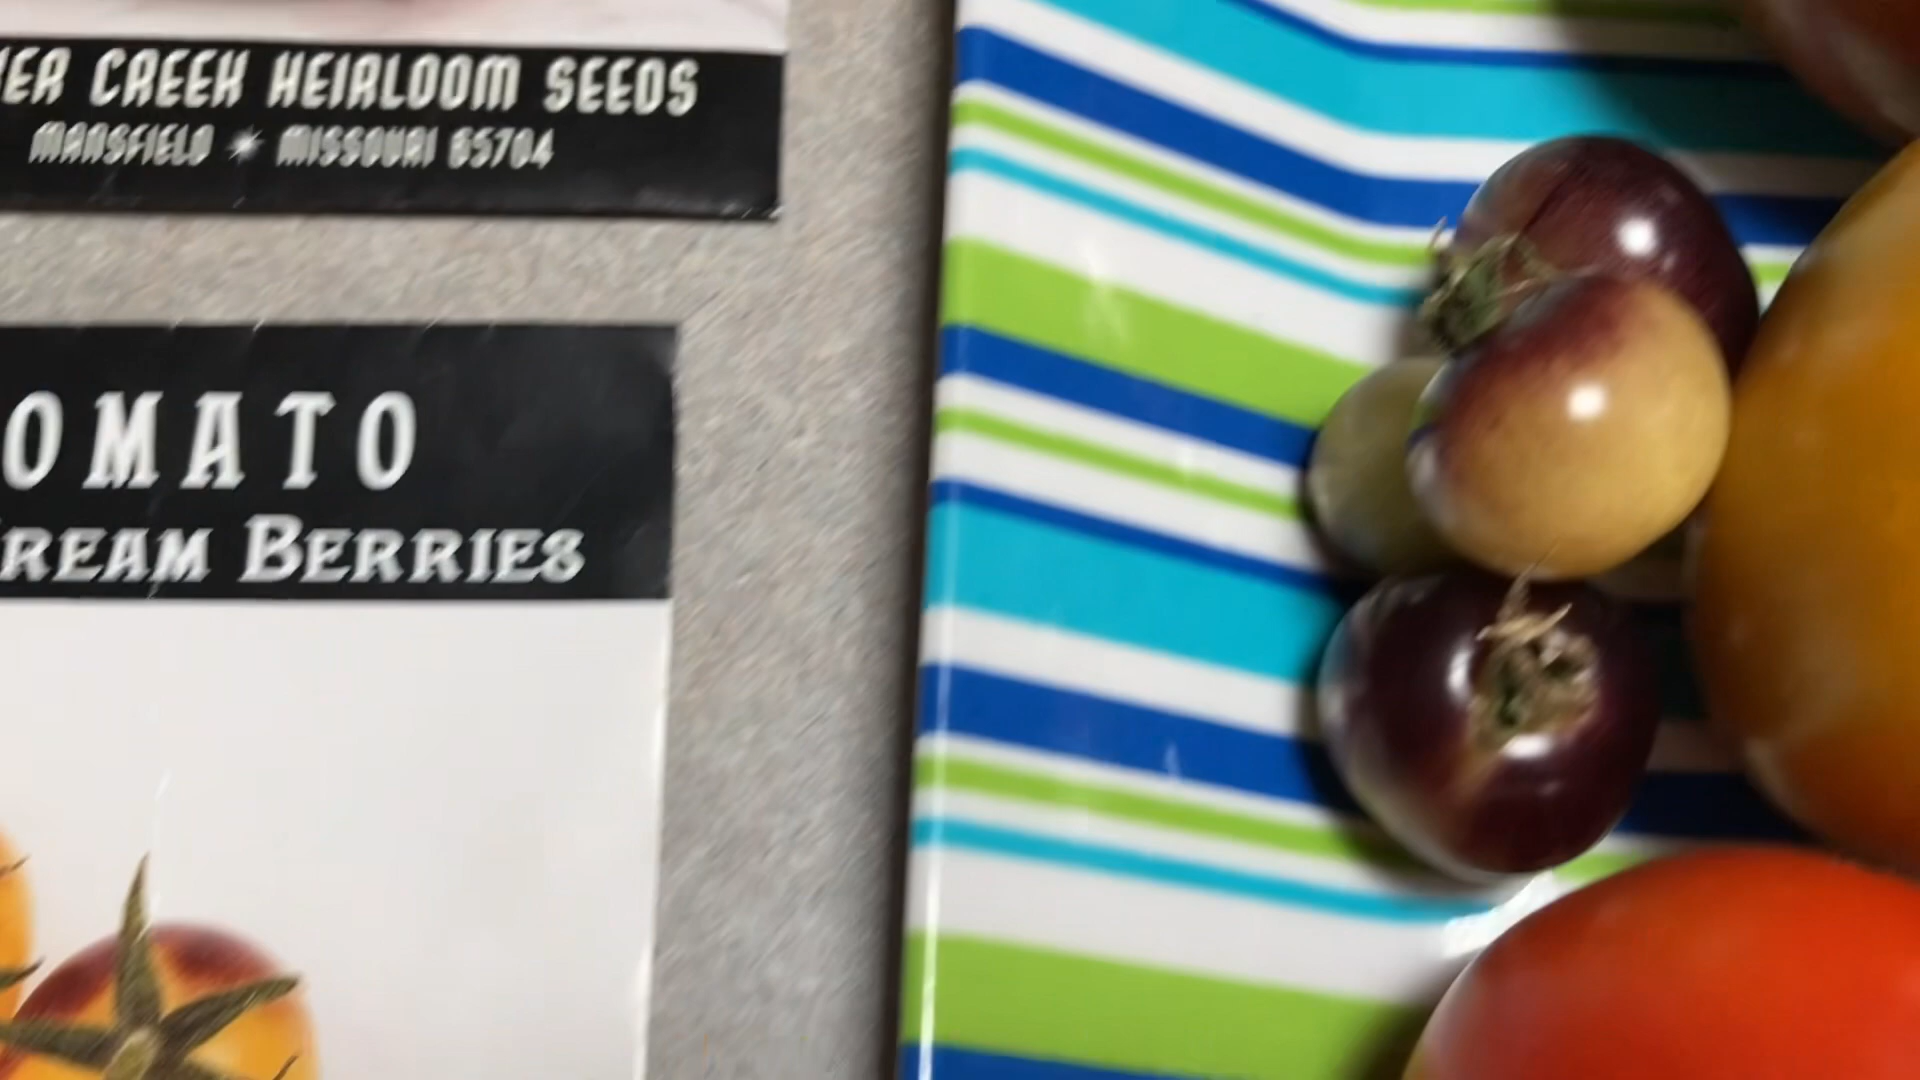 CREEK HEIRLOOM SEEDS
MANSFIELD MISSOURI 65704
OMATO
REAM BERRIES